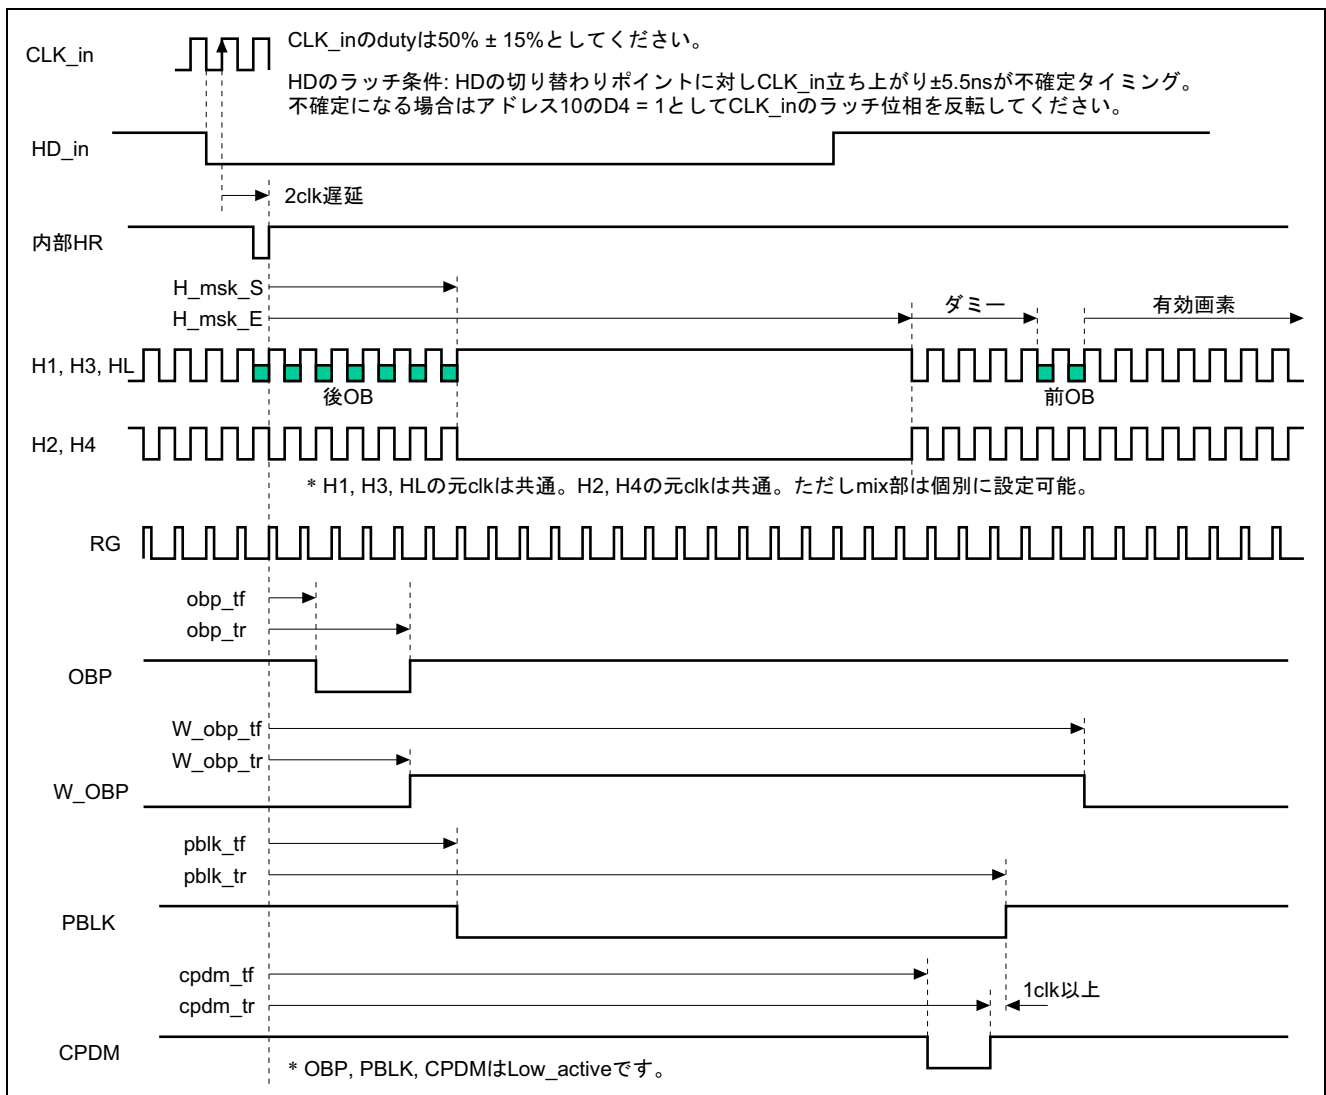 CLK_in
CLK_inのdutyは50% ± 15%としてください。
HDのラッチ条件: HDの切り替わりポイントに対しCLK_in立ち上がり±5.5nsが不確定タイミング。
不確定になる場合はアドレス10のD4 = 1としてCLK_inのラッチ位相を反転してください。
HD_in
2clk遅延
内部HR
H_msk_S
H_msk_E
ダミー
有効画素
H1, H3, HL
後OB
前OB
H2, H4
* H1, H3, HLの元clkは共通。H2, H4の元clkは共通。ただしmix部は個別に設定可能。
RG
obp_tf
obp_tr
OBP
W_obp_tf
W_obp_tr
W_OBP
pblk_tf
pblk_tr
PBLK
cpdm_tf
cpdm_tr
1clk以上
CPDM
* OBP, PBLK, CPDMはLow_activeです。